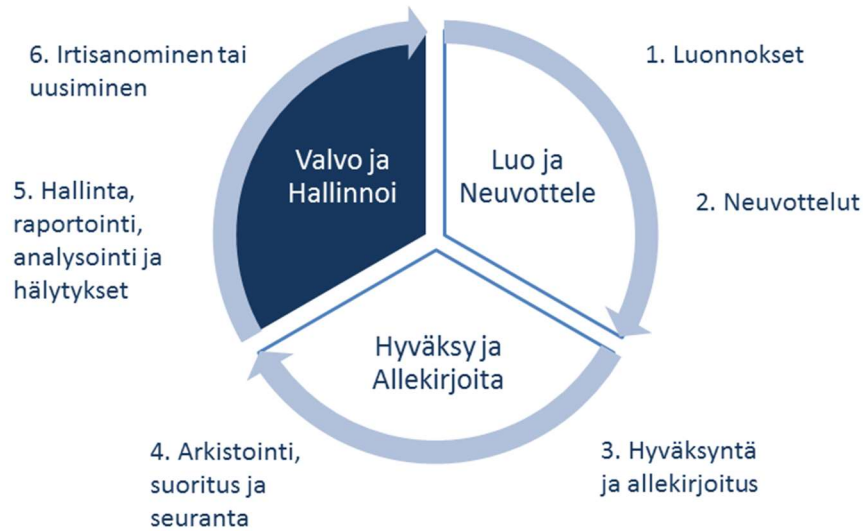 6. Irtisanominen tai
uusiminen
1. Luonnokset
Valvo ja
Hallinnoi
Luo ja
Neuvottele
5. Hallinta,
raportointi,
analysointi ja
hälytykset
2. Neuvottelut
Hyväksy ja
Allekirjoita
4. Arkistointi,
suoritus ja
seuranta
3. Hyväksyntä
ja allekirjoitus